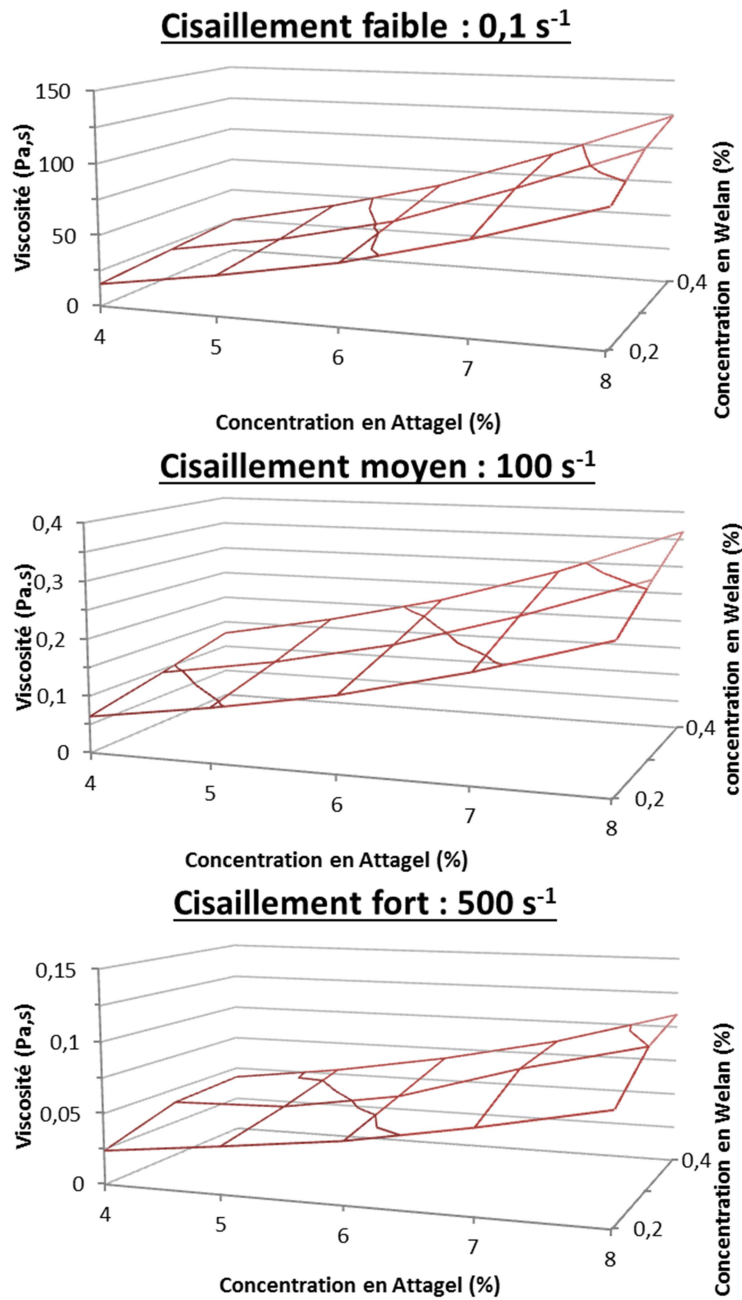 Cisaillement faible : 0,1 s⁻¹
Viscosité (Pa,s)
150
100
50
0
4
5
6
7
8
0,2
0,4
Concentration en Welan (%)
Concentration en Attagel (%)
Cisaillement moyen : 100 s⁻¹
Viscosité (Pa,s)
0,4
0,3
0,2
0,1
0
4
5
6
7
8
0,2
0,4
concentration en Welan (%)
Concentration en Attagel (%)
Cisaillement fort : 500 s⁻¹
Viscosité (Pa,s)
0,15
0,1
0,05
0
4
5
6
7
8
0,2
0,4
Concentration en Welan (%)
Concentration en Attagel (%)